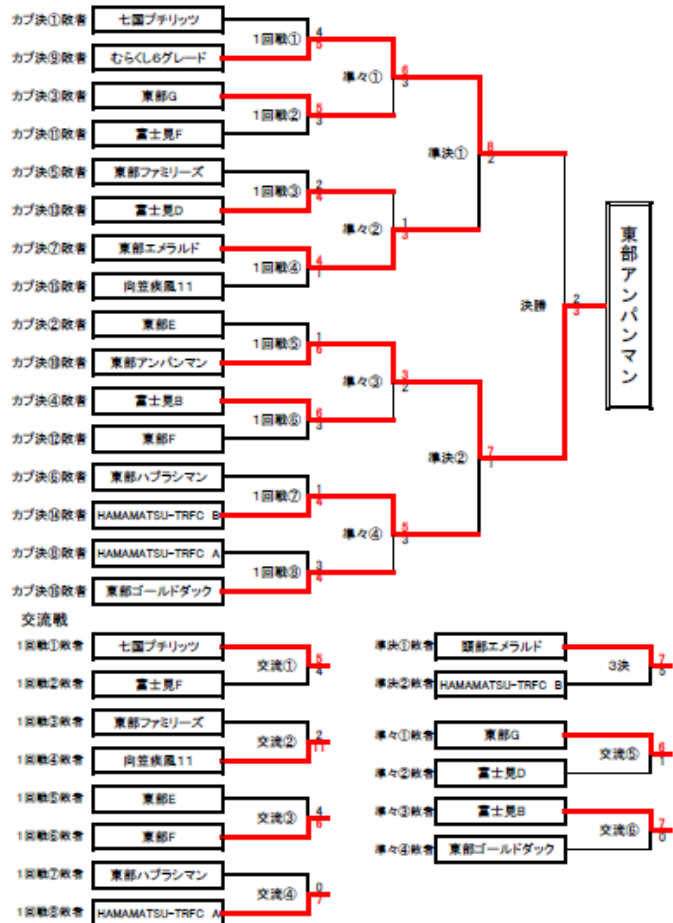 カブ決①敗者 七国プチリッツ
1回戦① 4 5
カブ決⑨敗者 むらくし6グレード
準々① 6 3
カブ決③敗者 東部G
1回戦② 5 3
カブ決⑪敗者 富士見F
準決① 8 2
カブ決⑤敗者 東部ファミリーズ
1回戦③ 2 4
カブ決⑬敗者 富士見D
準々② 1 3
カブ決⑦敗者 東部エメラルド
1回戦④ 4 1
カブ決⑮敗者 向笠疾風11
決勝 2 3
東部アンパンマン
カブ決②敗者 東部E
1回戦⑤ 1 6
カブ決⑩敗者 東部アンパンマン
準々③ 3 2
カブ決④敗者 富士見B
1回戦⑥ 6 3
カブ決⑫敗者 東部F
準決② 7 1
カブ決⑥敗者 東部ハブラシマン
1回戦⑦ 1 4
カブ決⑭敗者 HAMAMATSU-TRFC B
準々④ 5 3
カブ決⑧敗者 HAMAMATSU-TRFC A
1回戦⑧ 3 4
カブ決⑯敗者 東部ゴールドダック
交流戦
1回戦①敗者 七国プチリッツ
交流① 5 4
1回戦②敗者 富士見F
1回戦③敗者 東部ファミリーズ
交流② 2 11
1回戦④敗者 向笠疾風11
1回戦⑤敗者 東部E
交流③ 4 6
1回戦⑥敗者 東部F
1回戦⑦敗者 東部ハブラシマン
交流④ 0 7
1回戦⑧敗者 HAMAMATSU-TRFC A
準決①敗者 頭部エメラルド
3決 7 5
準決②敗者 HAMAMATSU-TRFC B
準々①敗者 東部G
交流⑤ 6 1
準々②敗者 富士見D
準々③敗者 富士見B
交流⑥ 7 0
準々④敗者 東部ゴールドダック